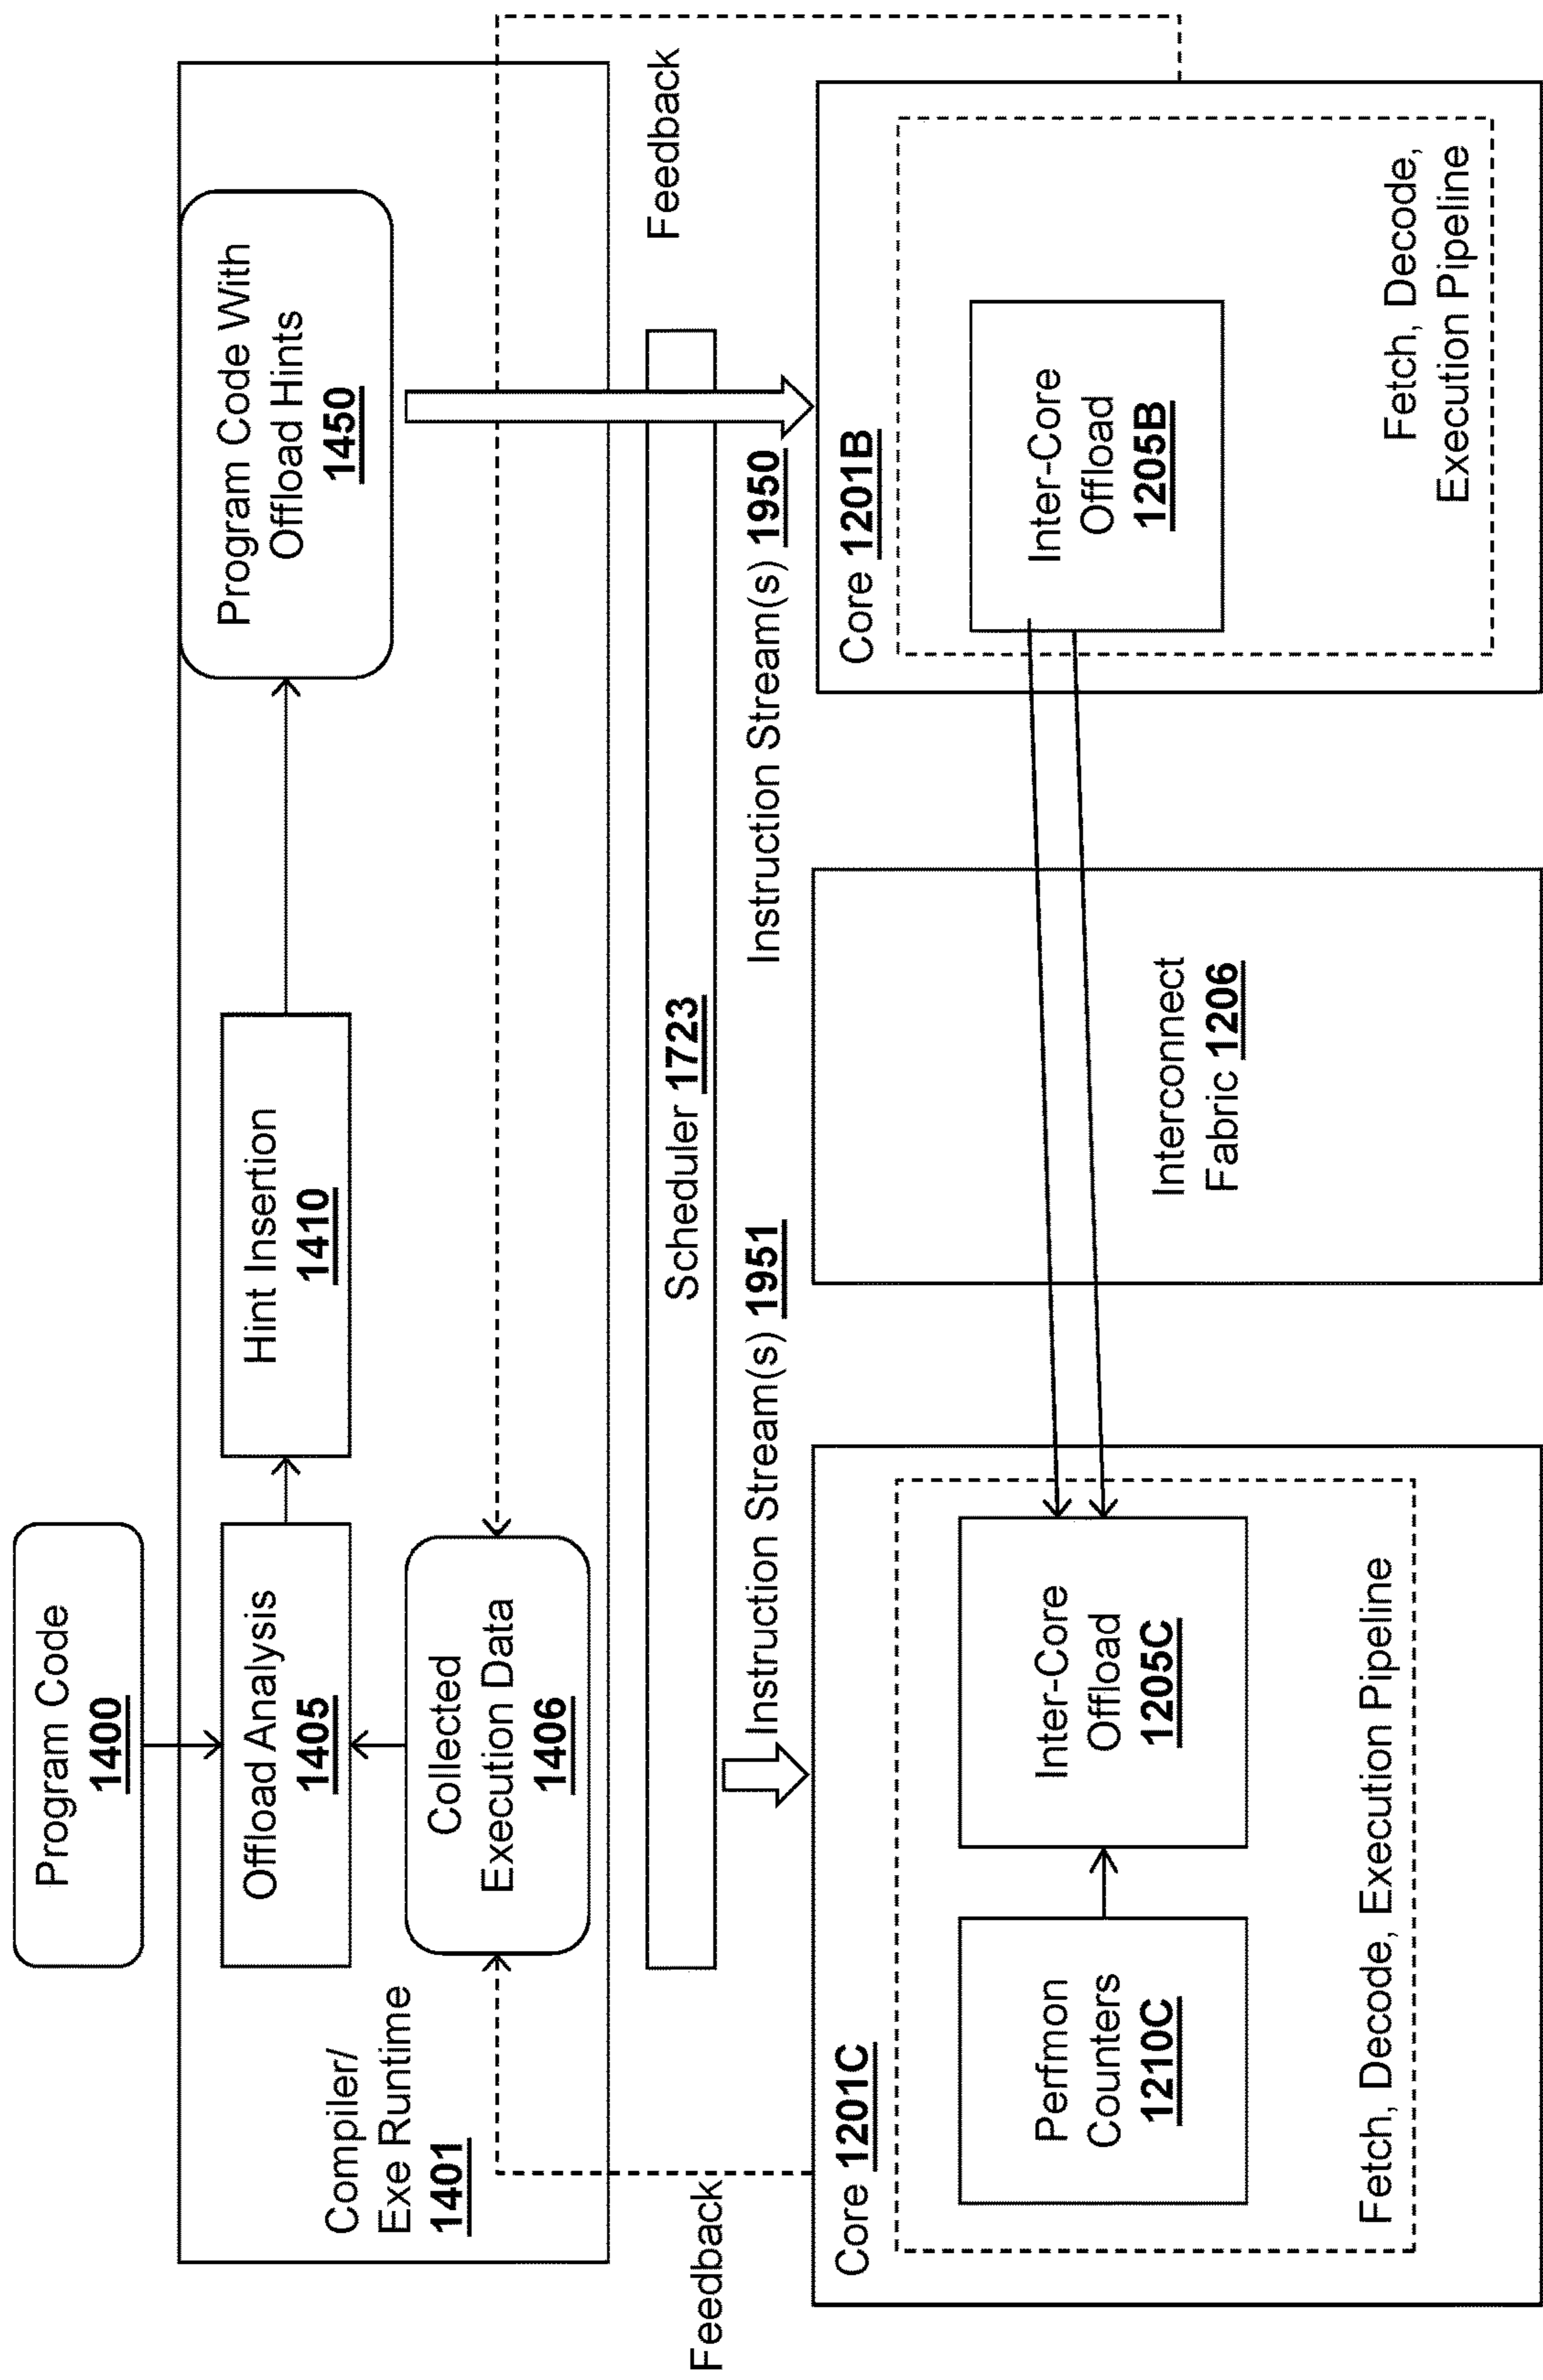 Program Code
1400
Offload Analysis
1405
Hint Insertion
1410
Program Code With
Offload Hints
1450
Collected
Execution Data
1406
Compiler/
Exe Runtime
1401
Feedback
Feedback
Scheduler 1723
Instruction Stream(s) 1951
Instruction Stream(s) 1950
Core 1201C
Perfmon
Counters
1210C
Inter-Core
Offload
1205C
Fetch, Decode, Execution Pipeline
Interconnect
Fabric 1206
Core 1201B
Inter-Core
Offload
1205B
Fetch, Decode,
Execution Pipeline